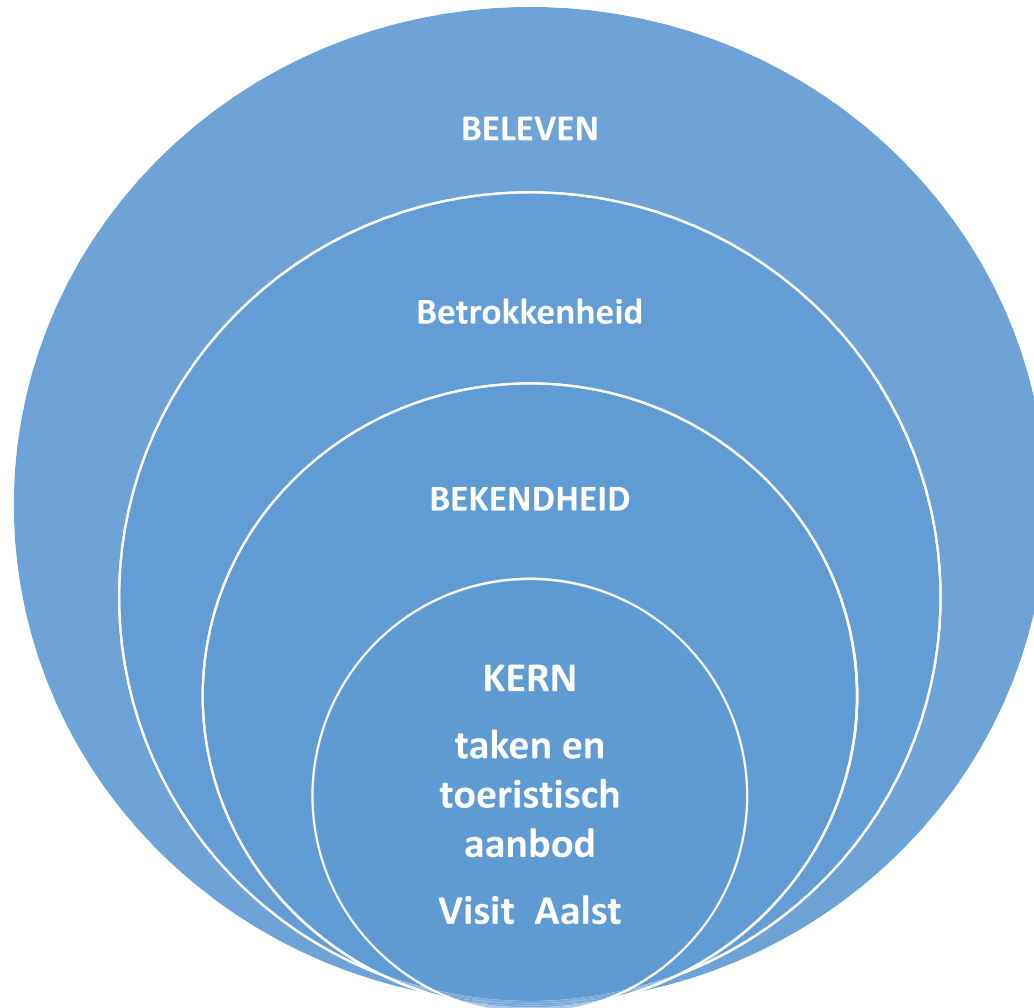 BELEVEN
Betrokkenheid
BEKENDHEID
KERN
taken en
toeristisch
aanbod
Visit Aalst